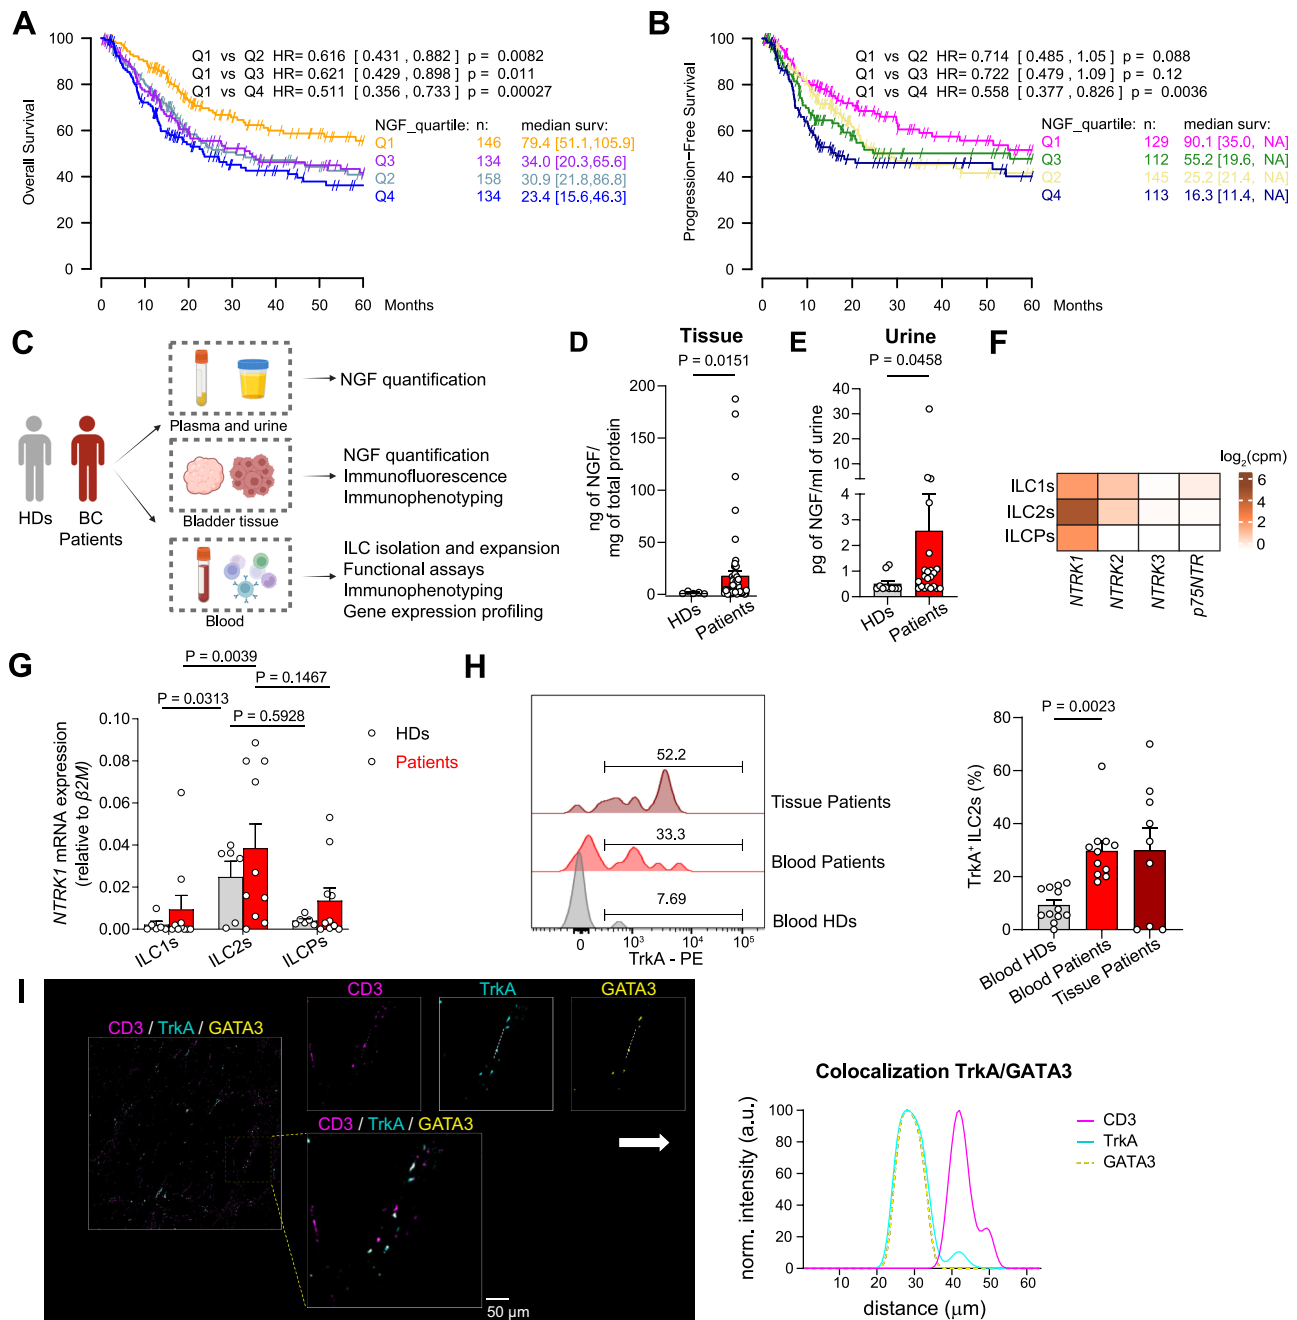 A
Overall Survival
100
80
60
40
20
0
Q1 vs Q2 HR= 0.616 [ 0.431 , 0.882 ] p = 0.0082
Q1 vs Q3 HR= 0.621 [ 0.429 , 0.898 ] p = 0.011
Q1 vs Q4 HR= 0.511 [ 0.356 , 0.733 ] p = 0.00027
NGF_quartile: n: median surv:
Q1 146 79.4 [51.1,105.9]
Q3 134 34.0 [20.3,65.6]
Q2 158 30.9 [21.8,86.8]
Q4 134 23.4 [15.6,46.3]
0 10 20 30 40 50 60 Months
B
Progression-Free Survival
100
80
60
40
20
0
Q1 vs Q2 HR= 0.714 [ 0.485 , 1.05 ] p = 0.088
Q1 vs Q3 HR= 0.722 [ 0.479 , 1.09 ] p = 0.12
Q1 vs Q4 HR= 0.558 [ 0.377 , 0.826 ] p = 0.0036
NGF_quartile: n: median surv:
Q1 129 90.1 [35.0, NA]
Q3 112 55.2 [19.6, NA]
Q2 145 25.2 [21.4, NA]
Q4 113 16.3 [11.4, NA]
0 10 20 30 40 50 60 Months
C
HDs
BC
Patients
Plasma and urine
NGF quantification
Bladder tissue
NGF quantification
Immunofluorescence
Immunophenotyping
Blood
ILC isolation and expansion
Functional assays
Immunophenotyping
Gene expression profiling
D
Tissue
P = 0.0151
ng of NGF/
mg of total protein
200
150
100
50
0
HDs
Patients
E
Urine
P = 0.0458
pg of NGF/ml of urine
40
30
20
10
4
3
2
1
0
HDs
Patients
F
log2(cpm)
6
4
2
0
ILC1s
ILC2s
ILCPs
NTRK1
NTRK2
NTRK3
p75NTR
G
P = 0.0039
P = 0.1467
P = 0.0313
P = 0.5928
NTRK1 mRNA expression
(relative to β2M)
0.10
0.08
0.06
0.04
0.02
0.00
ILC1s
ILC2s
ILCPs
HDs
Patients
H
52.2
Tissue Patients
33.3
Blood Patients
7.69
Blood HDs
0 10³ 10⁴ 10⁵
TrkA - PE
P = 0.0023
TrkA⁺ ILC2s (%)
80
60
40
20
0
Blood HDs
Blood Patients
Tissue Patients
I
CD3 / TrkA / GATA3
CD3
TrkA
GATA3
CD3 / TrkA / GATA3
50 μm
Colocalization TrkA/GATA3
norm. intensity (a.u.)
100
80
60
40
20
0
10 20 30 40 50 60
distance (μm)
CD3
TrkA
GATA3